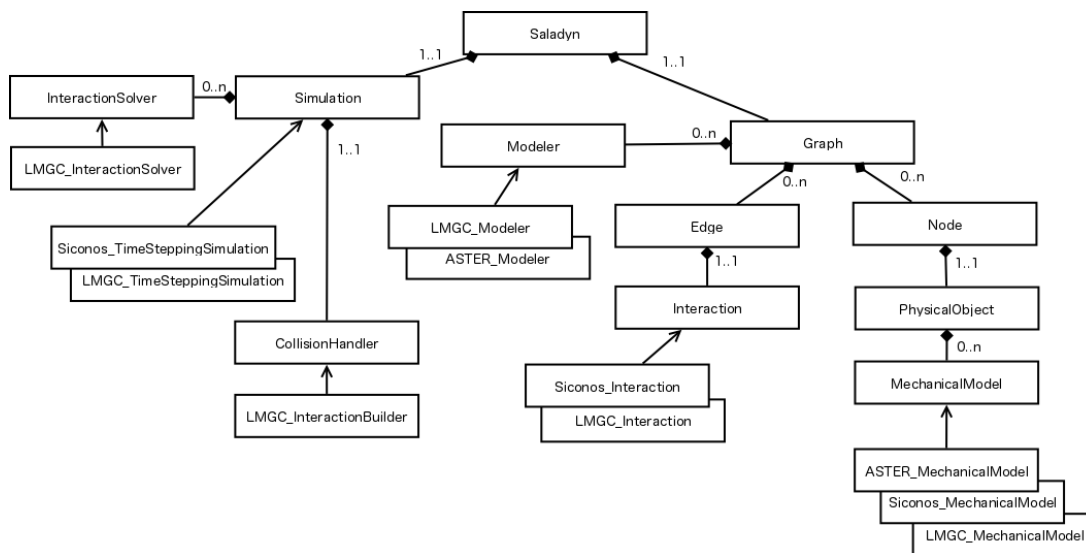 Saladyn
1..1
1..1
InteractionSolver
0..n
Simulation
1..1
LMGC_InteractionSolver
Modeler
0..n
Graph
0..n
0..n
LMGC_Modeler
ASTER_Modeler
Edge
1..1
Node
1..1
Siconos_TimeSteppingSimulation
LMGC_TimeSteppingSimulation
Interaction
PhysicalObject
0..n
CollisionHandler
LMGC_InteractionBuilder
Siconos_Interaction
LMGC_Interaction
MechanicalModel
ASTER_MechanicalModel
Siconos_MechanicalModel
LMGC_MechanicalModel